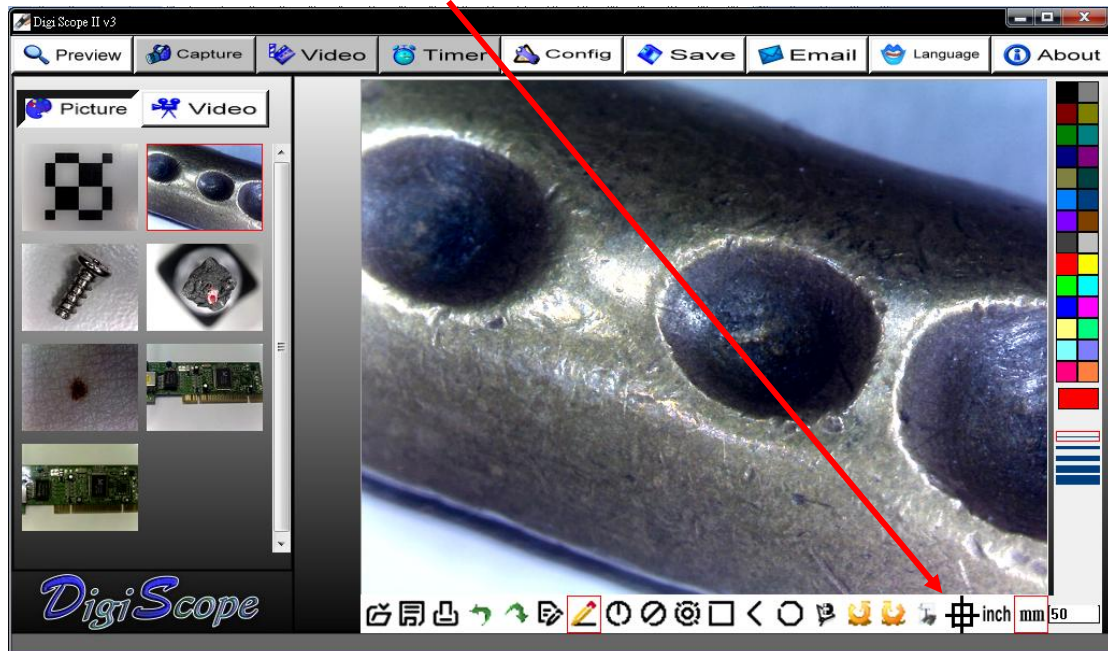 Digi Scope II v3
Preview Capture Video Timer Config Save Email Language About
Picture Video
DigiScope
inch mm 50